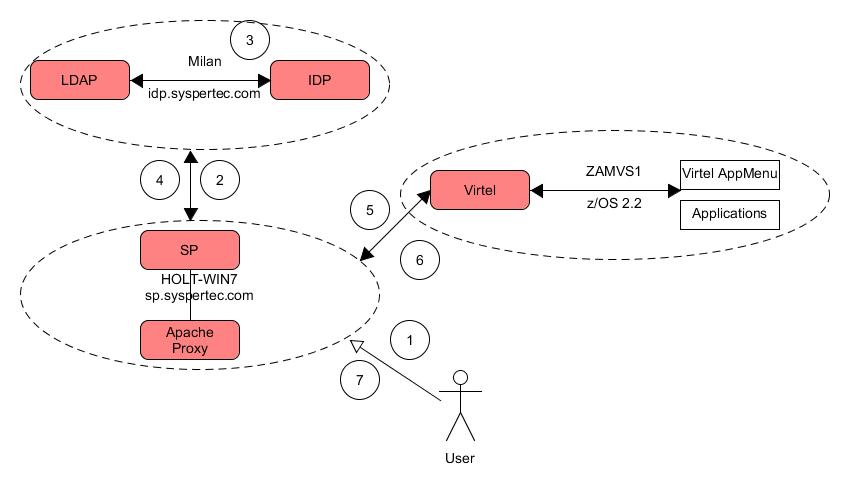 3
Milan
LDAP
IDP
idp.syspertec.com
4
2
ZAMVS1
Virtel AppMenu
Virtel
z/OS 2.2
Applications
5
6
SP
HOLT-WIN7
sp.syspertec.com
Apache
Proxy
1
7
User